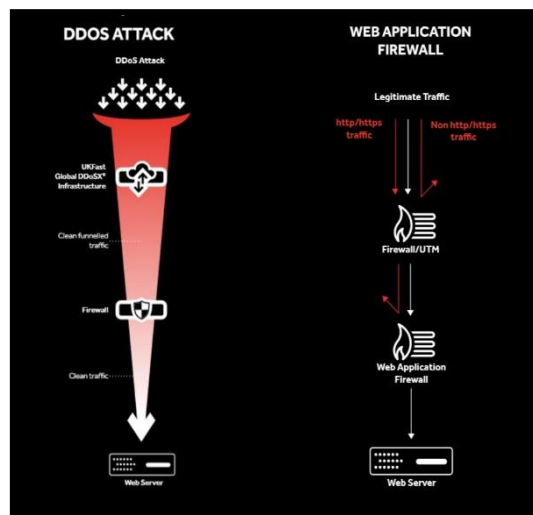 DDOS ATTACK
DDoS Attack
UKFast
Global DDoSX®
Infrastructure
Clean funnelled
traffic
Firewall
Clean traffic
Web Server
WEB APPLICATION
FIREWALL
Legitimate Traffic
http/https
traffic
Non http/https
traffic
Firewall/UTM
Web Application
Firewall
Web Server